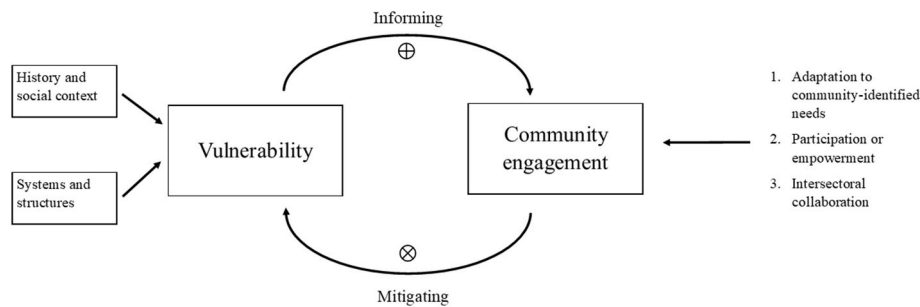 Informing
⊕
History and
social context
Systems and
structures
Vulnerability
Community
engagement
1. Adaptation to
community-identified
needs
2. Participation or
empowerment
3. Intersectoral
collaboration
⊗
Mitigating